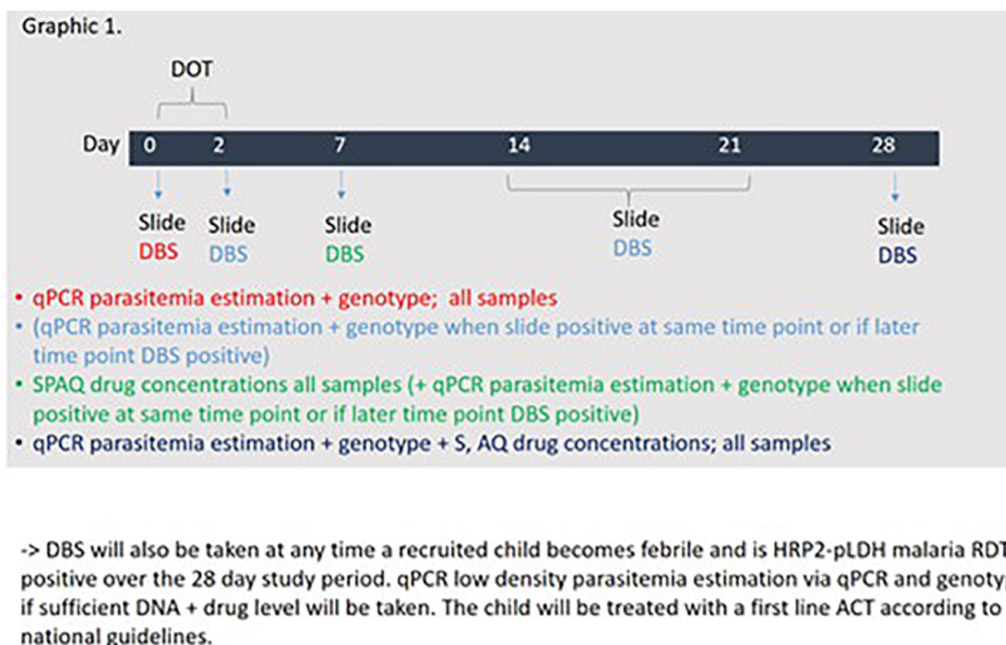 Graphic 1.
DOT
Day 0 2 7 14 21 28
Slide Slide Slide Slide Slide
DBS DBS DBS DBS DBS
• qPCR parasitemia estimation + genotype; all samples
• (qPCR parasitemia estimation + genotype when slide positive at same time point or if later
time point DBS positive)
• SPAQ drug concentrations all samples (+ qPCR parasitemia estimation + genotype when slide
positive at same time point or if later time point DBS positive)
• qPCR parasitemia estimation + genotype + S, AQ drug concentrations; all samples
-> DBS will also be taken at any time a recruited child becomes febrile and is HRP2-pLDH malaria RDT
positive over the 28 day study period. qPCR low density parasitemia estimation via qPCR and genotyp
if sufficient DNA + drug level will be taken. The child will be treated with a first line ACT according to
national guidelines.